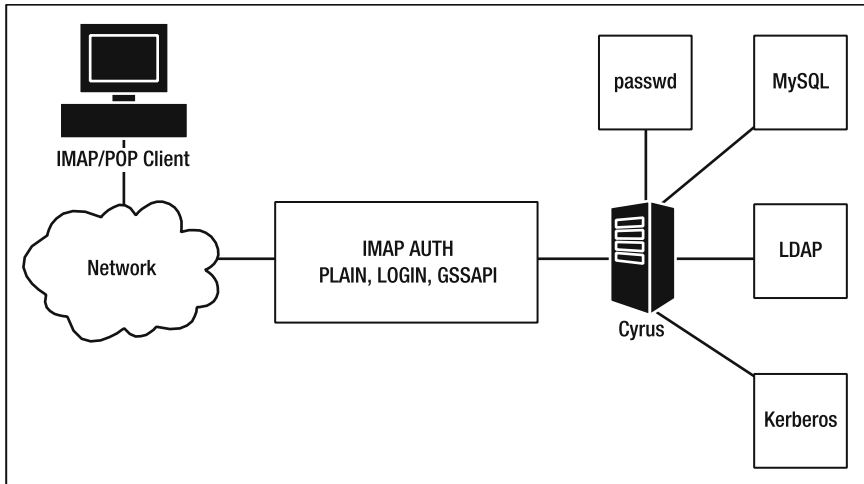 passwd
MySQL
IMAP/POP Client
Network
IMAP AUTH
PLAIN, LOGIN, GSSAPI
LDAP
Cyrus
Kerberos